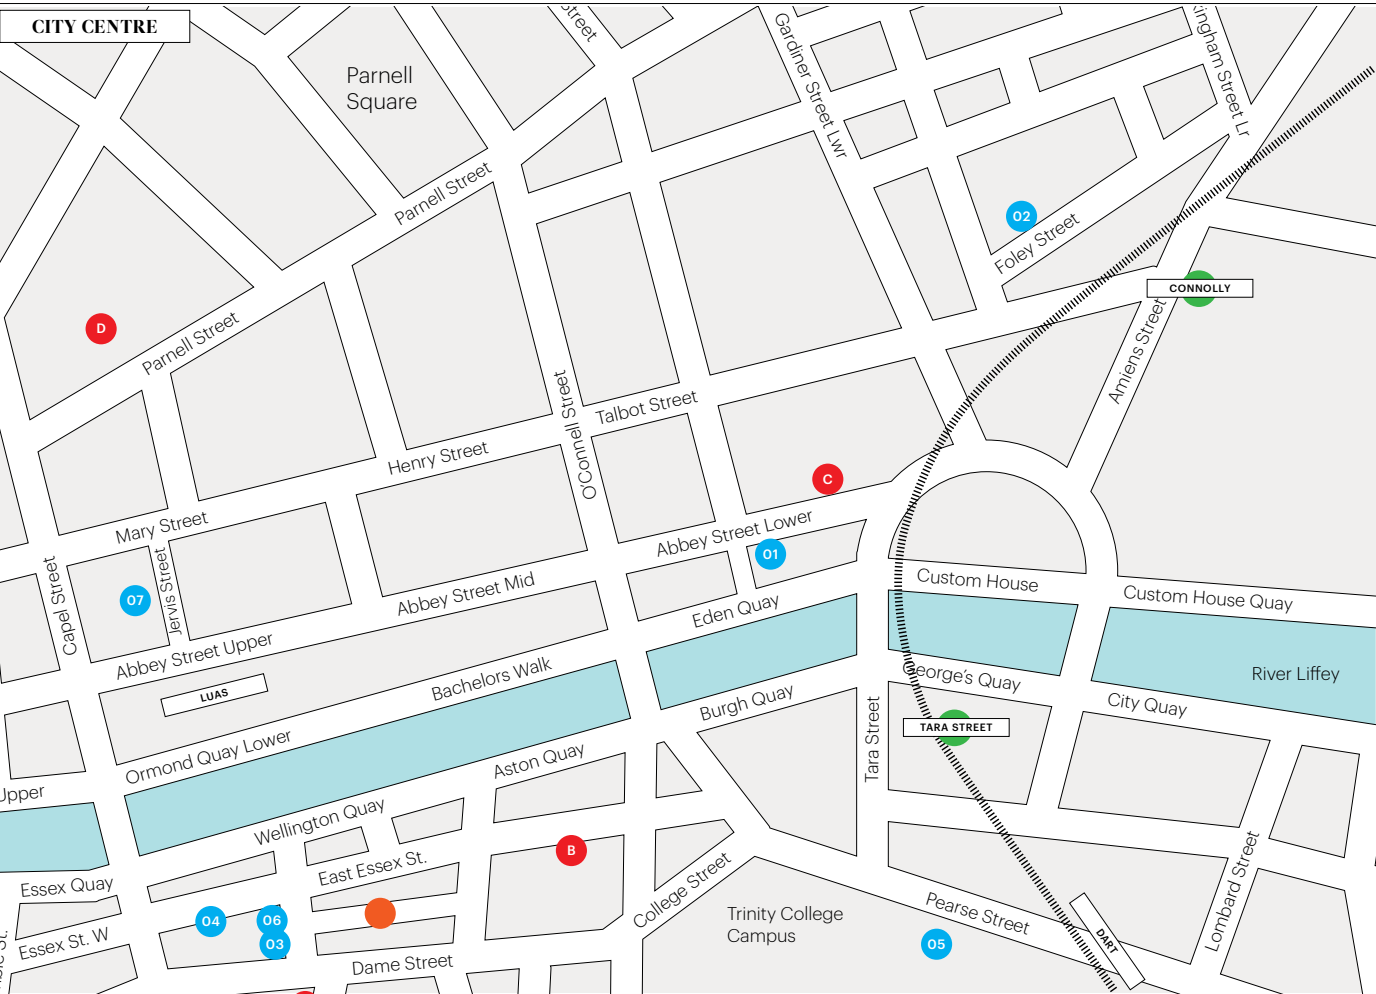 CITY CENTRE
Street
Gardiner Street Lwr
Parnell
Square
Parnell Street
02
Foley Street
CONNOLLY
D
Parnell Street
Amiens Street
O'Connell Street
Talbot Street
Henry Street
C
Mary Street
Abbey Street Lower
01
Capel Street
07
Jervis Street
Abbey Street Mid
Eden Quay
Custom House
Custom House Quay
Abbey Street Upper
LUAS
Bachelors Walk
George's Quay
River Liffey
Burgh Quay
City Quay
Tara Street
TARA STREET
Ormond Quay Lower
Aston Quay
Upper
Wellington Quay
B
East Essex St.
Essex Quay
College Street
Lombard Street
04
06
03
Trinity College
Campus
Pearse Street
05
DART
Essex St. W
Dame Street